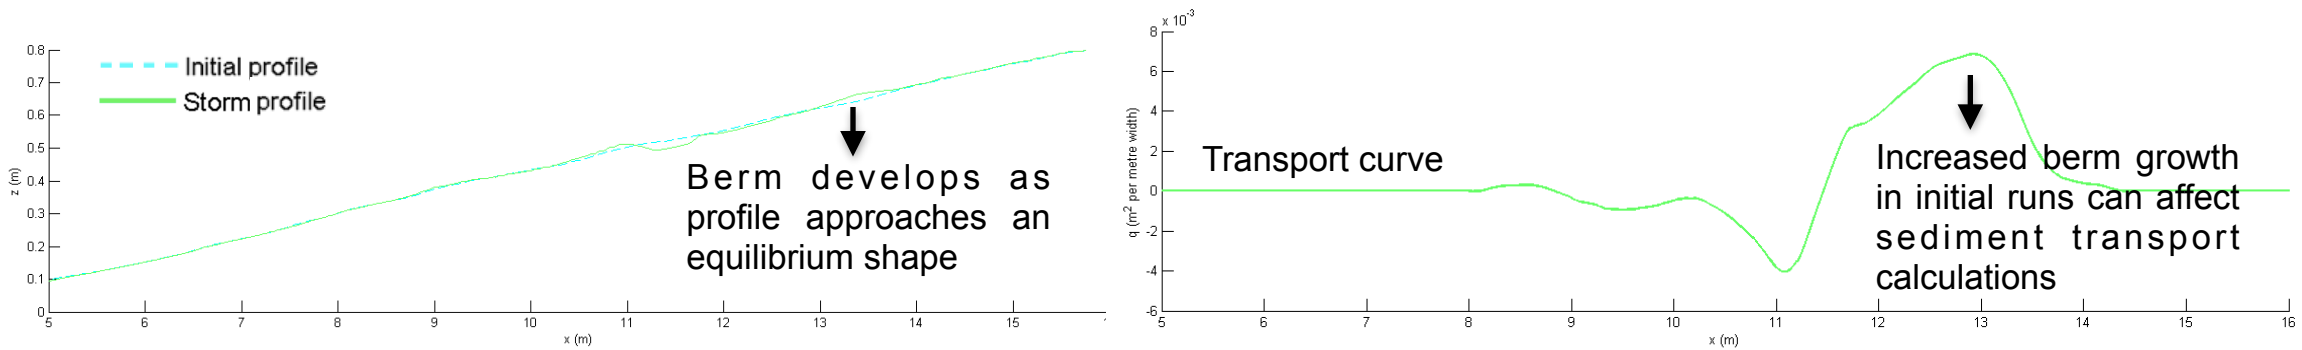 0.8
0.7
0.6
0.5
0.4
0.3
0.2
0.1
0
z (m)
5 6 7 8 9 10 11 12 13 14 15
x (m)
Initial profile
Storm profile
Berm develops as
profile approaches an
equilibrium shape
x 10-3
8
6
4
2
0
-2
-4
-6
q (m2 per metre width)
5 6 7 8 9 10 11 12 13 14 15 16
x (m)
Transport curve
Increased berm growth
in initial runs can affect
sediment transport
calculations